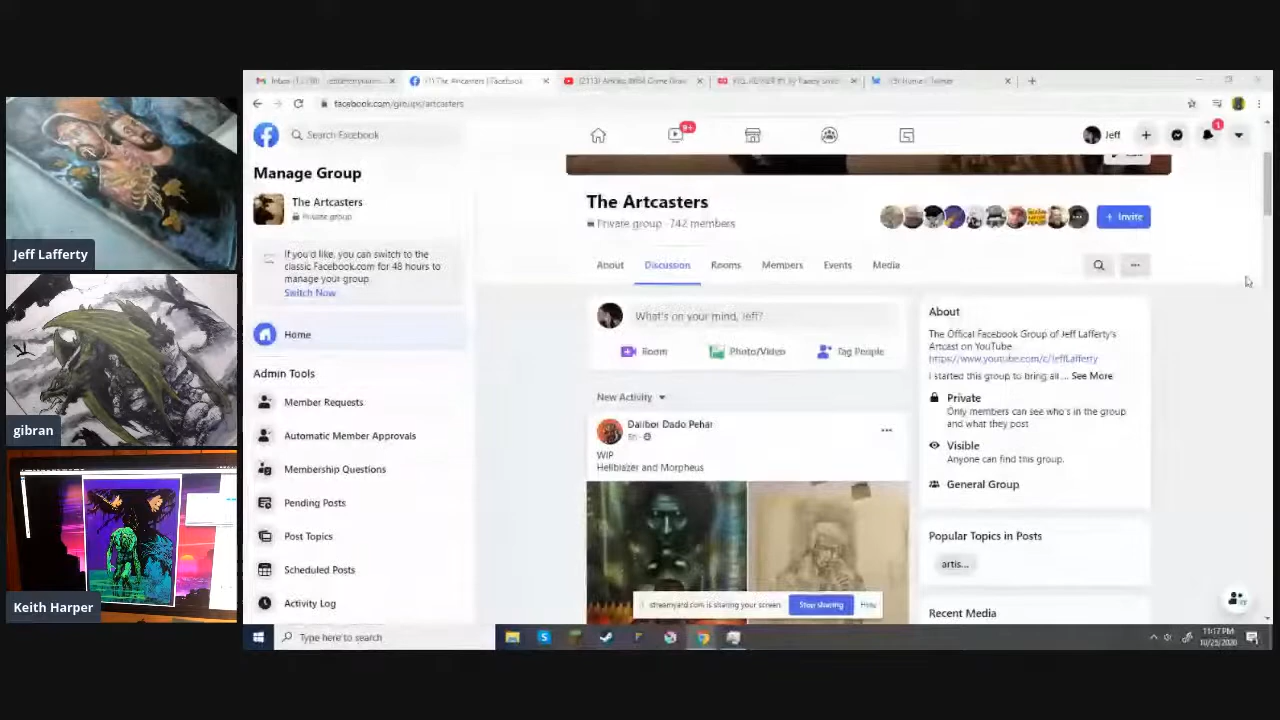 Jeff Lafferty
gibran
Keith Harper
facebook.com/groups/artcasters
Search Facebook
9+
Jeff
1
Manage Group
The Artcasters
Private group
If you'd like, you can switch to the
classic Facebook.com for 48 hours to
manage your group.
Switch Now
Home
Admin Tools
Member Requests
Automatic Member Approvals
Membership Questions
Pending Posts
Post Topics
Scheduled Posts
Activity Log
The Artcasters
Private group · 742 members
+ Invite
About
Discussion
Rooms
Members
Events
Media
What's on your mind, Jeff?
Room
Photo/Video
Tag People
New Activity
Dalibor Dado Pehar
WIP
Hellblazer and Morpheus
About
The Offical Facebook Group of Jeff Lafferty's
Artcast on YouTube
https://www.youtube.com/c/JeffLafferty
I started this group to bring all ... See More
Private
Only members can see who's in the group
and what they post
Visible
Anyone can find this group.
General Group
Popular Topics in Posts
artis...
Recent Media
streamyard.com is sharing your screen.
Stop sharing
Hide
Type here to search
11:17 PM